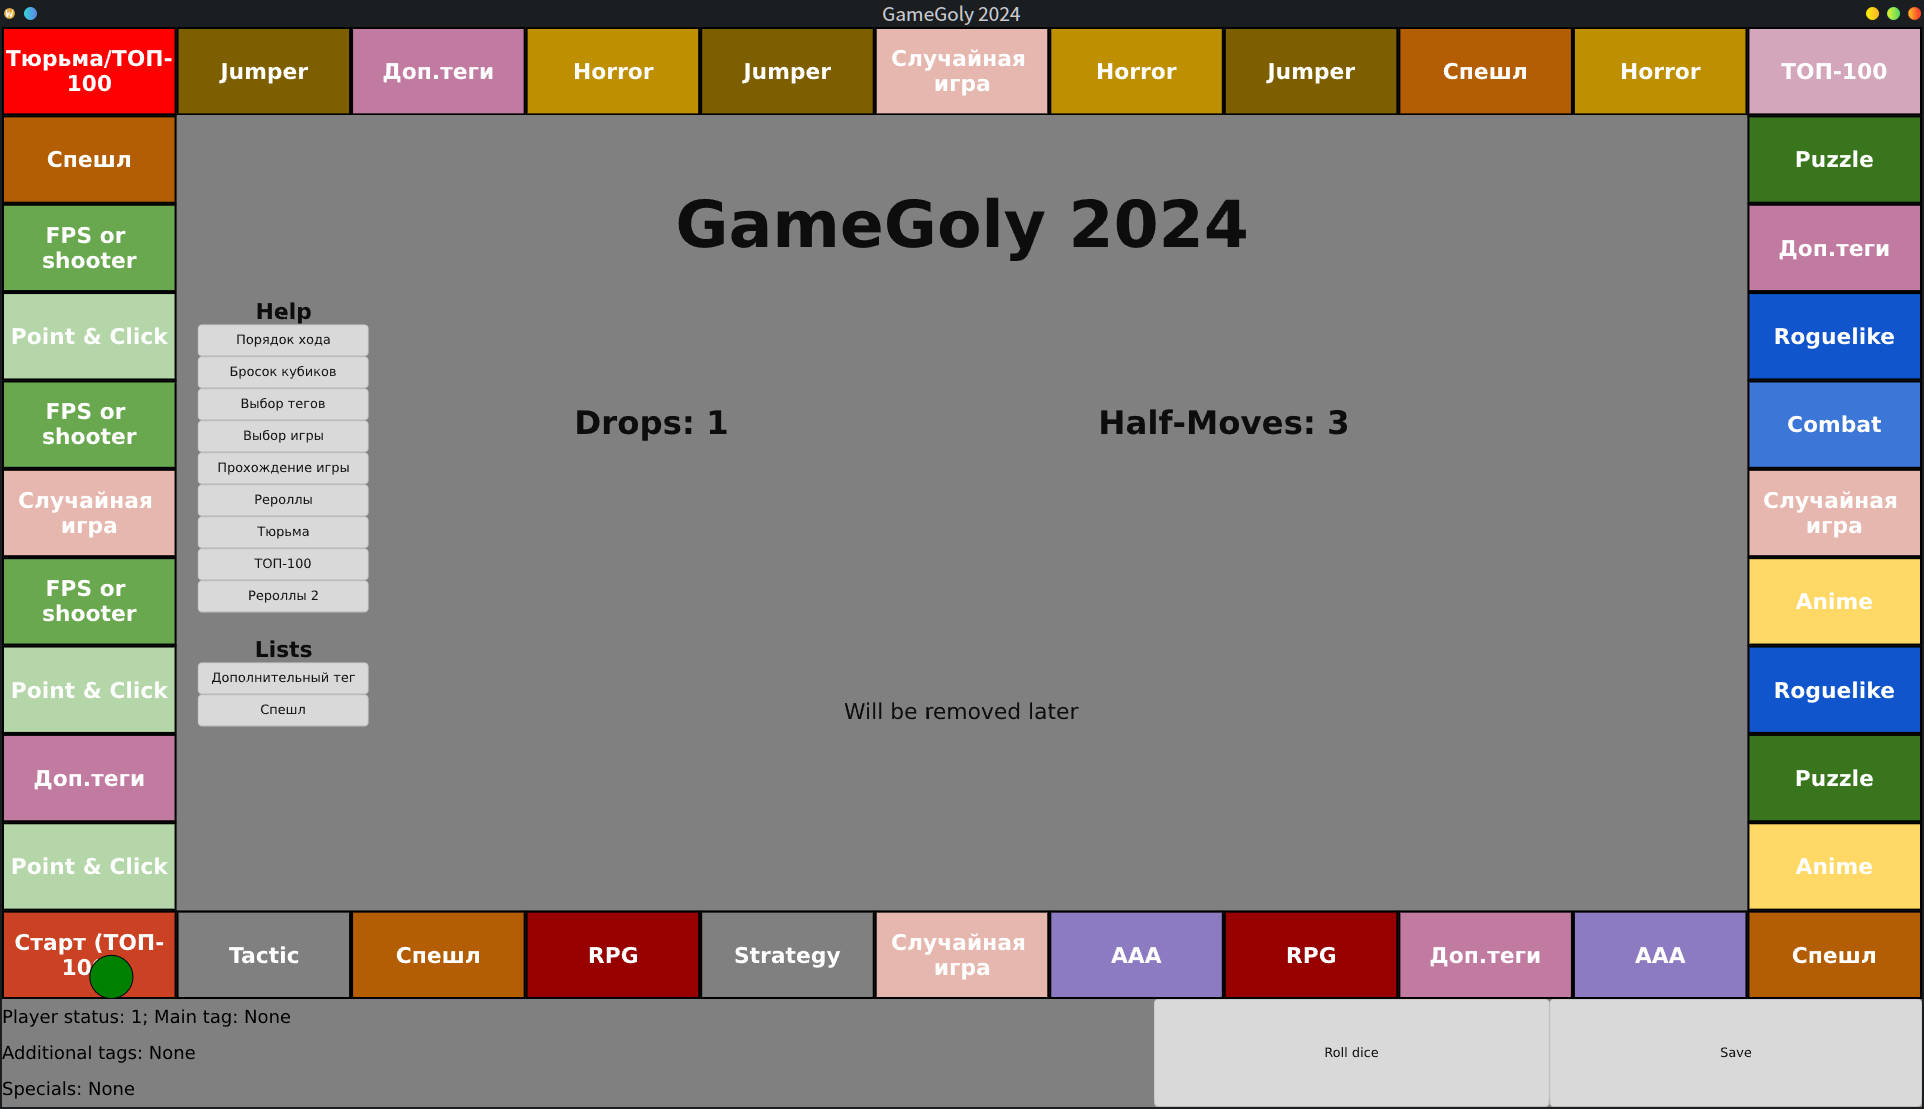 GameGoly 2024
Тюрьма/ТОП-
100
Jumper
Доп.теги
Horror
Jumper
Случайная
игра
Horror
Jumper
Спешл
Horror
ТОП-100
Спешл
FPS or
shooter
Point & Click
FPS or
shooter
Случайная
игра
FPS or
shooter
Point & Click
Доп.теги
Point & Click
GameGoly 2024
Help
Порядок хода
Бросок кубиков
Выбор тегов
Выбор игры
Прохождение игры
Рероллы
Тюрьма
ТОП-100
Рероллы 2
Lists
Дополнительный тег
Спешл
Drops: 1
Half-Moves: 3
Will be removed later
Puzzle
Доп.теги
Roguelike
Combat
Случайная
игра
Anime
Roguelike
Puzzle
Anime
Старт (ТОП-
10
Tactic
Спешл
RPG
Strategy
Случайная
игра
AAA
RPG
Доп.теги
AAA
Спешл
Player status: 1; Main tag: None
Additional tags: None
Specials: None
Roll dice
Save